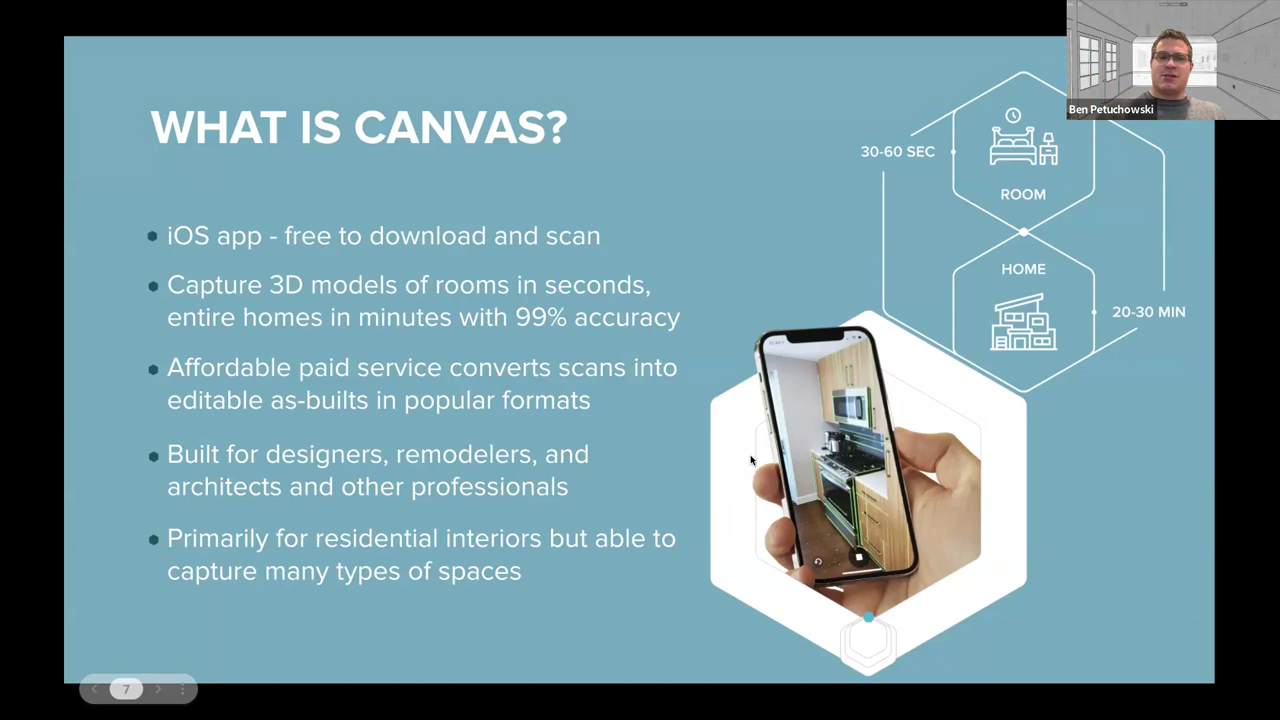 Ben Petuchowski
WHAT IS CANVAS?
iOS app - free to download and scan
Capture 3D models of rooms in seconds,
entire homes in minutes with 99% accuracy
Affordable paid service converts scans into
editable as-builts in popular formats
Built for designers, remodelers, and
architects and other professionals
Primarily for residential interiors but able to
capture many types of spaces
30-60 SEC
ROOM
HOME
20-30 MIN
7